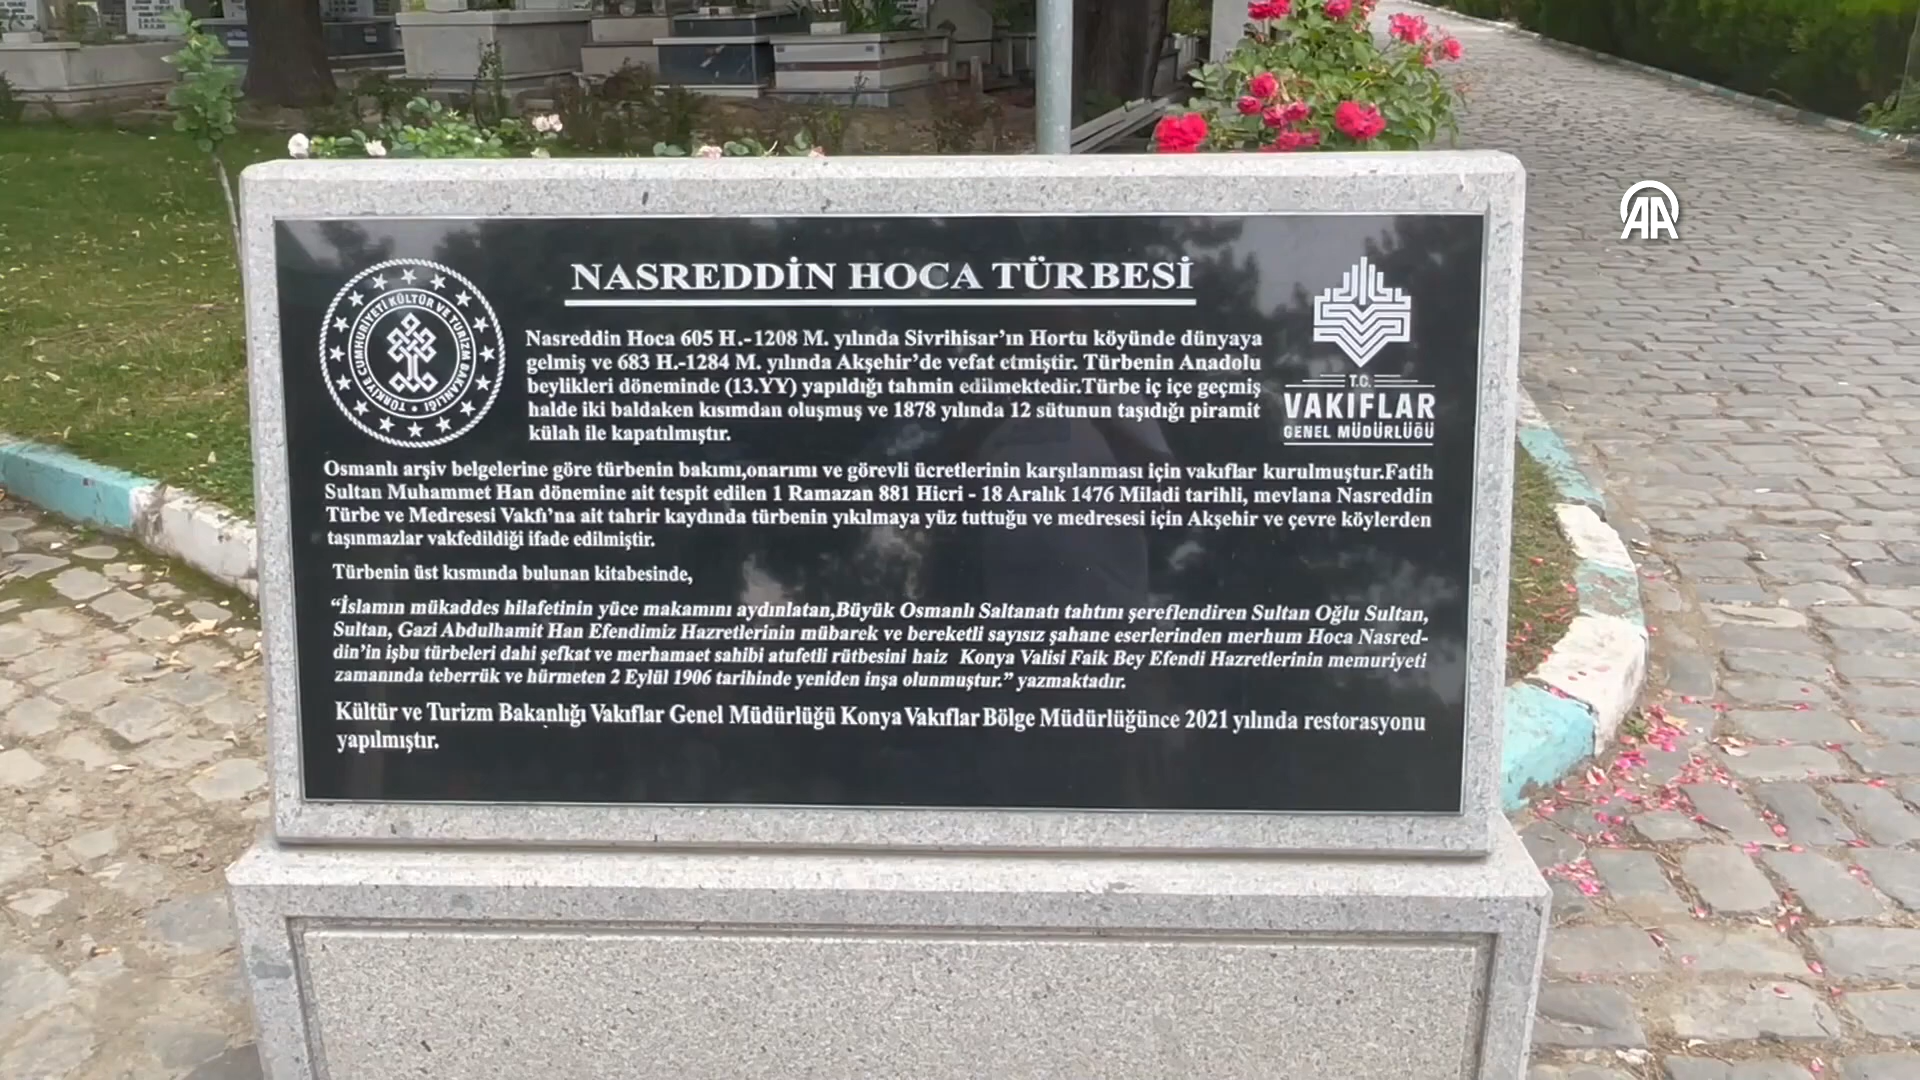 NASREDDİN HOCA TÜRBESİ
TÜRKİYE CUMHURİYETİ KÜLTÜR VE TURİZM BAKANLIĞI
Nasreddin Hoca 605 H.-1208 M. yılında Sivrihisar’ın Hortu köyünde dünyaya
gelmiş ve 683 H.-1284 M. yılında Akşehir’de vefat etmiştir. Türbenin Anadolu
beylikleri döneminde (13.YY) yapıldığı tahmin edilmektedir.Türbe iç içe geçmiş
halde iki baldaken kısımdan oluşmuş ve 1878 yılında 12 sütunun taşıdığı piramit
külah ile kapatılmıştır.
T.C.
VAKIFLAR
GENEL MÜDÜRLÜĞÜ
Osmanlı arşiv belgelerine göre türbenin bakımı,onarımı ve görevli ücretlerinin karşılanması için vakıflar kurulmuştur.Fatih
Sultan Muhammet Han dönemine ait tespit edilen 1 Ramazan 881 Hicri - 18 Aralık 1476 Miladi tarihli, mevlana Nasreddin
Türbe ve Medresesi Vakfı’na ait tahrir kaydında türbenin yıkılmaya yüz tuttuğu ve medresesi için Akşehir ve çevre köylerden
taşınmazlar vakfedildiği ifade edilmiştir.
Türbenin üst kısmında bulunan kitabesinde,
“İslamın mükaddes hilafetinin yüce makamını aydınlatan,Büyük Osmanlı Saltanatı tahtını şereflendiren Sultan Oğlu Sultan,
Sultan, Gazi Abdulhamit Han Efendimiz Hazretlerinin mübarek ve bereketli sayısız şahane eserlerinden merhum Hoca Nasred-
din’in işbu türbeleri dahi şefkat ve merhamaet sahibi atufetli rütbesini haiz Konya Valisi Faik Bey Efendi Hazretlerinin memuriyeti
zamanında teberrük ve hürmeten 2 Eylül 1906 tarihinde yeniden inşa olunmuştur.” yazmaktadır.
Kültür ve Turizm Bakanlığı Vakıflar Genel Müdürlüğü Konya Vakıflar Bölge Müdürlüğünce 2021 yılında restorasyonu
yapılmıştır.
AA